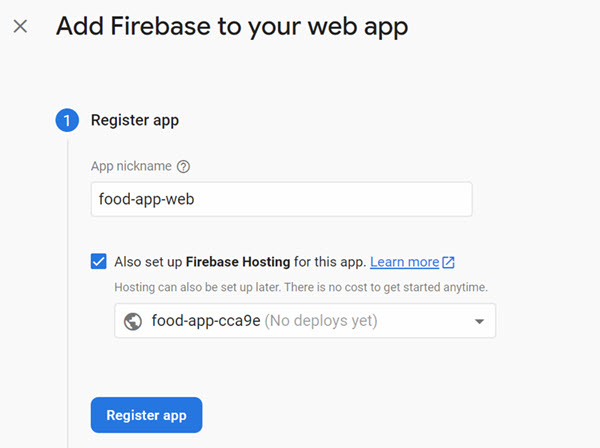 Add Firebase to your web app
1 Register app
App nickname
food-app-web
Also set up Firebase Hosting for this app. Learn more
Hosting can also be set up later. There is no cost to get started anytime.
food-app-cca9e (No deploys yet)
Register app